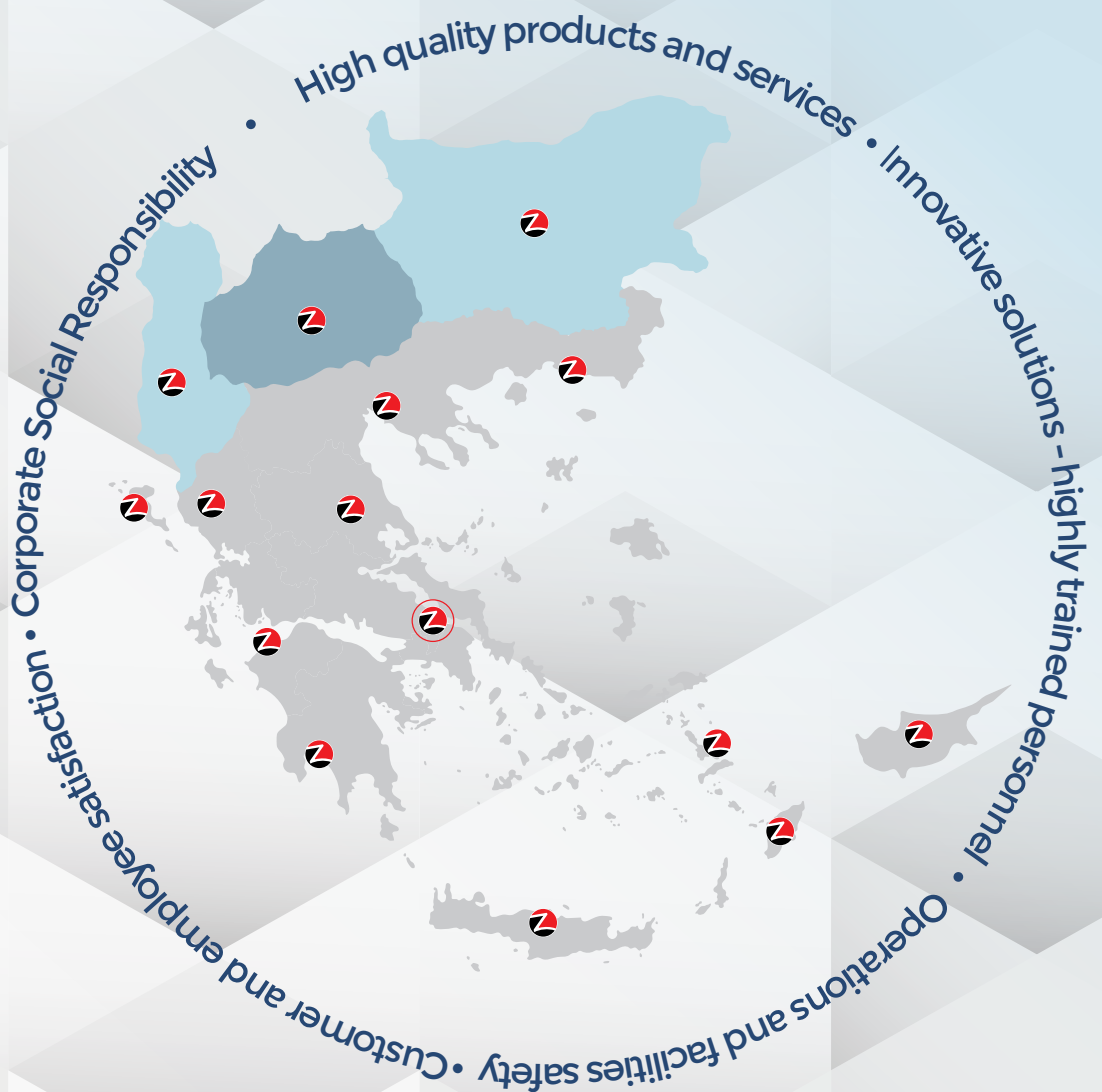 High quality products and services •
Innovative solutions - highly trained personnel •
Operations and facilities safety •
Customer and employee satisfaction •
Corporate Social Responsibility •